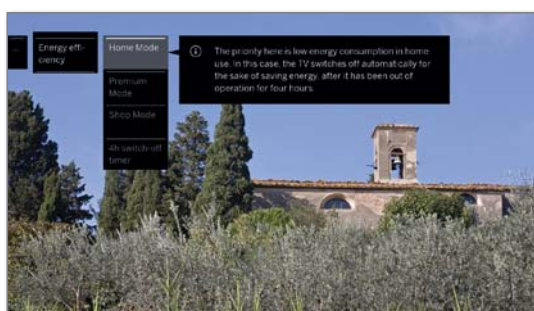 ...
Energy effi-
ciency
Home Mode
The priority here is low energy consumption in home
use. In this case, the TV switches off automatically for
the sake of saving energy, after it has been out of
operation for four hours.
Premium
Mode
Shop Mode
4h switch-off
timer